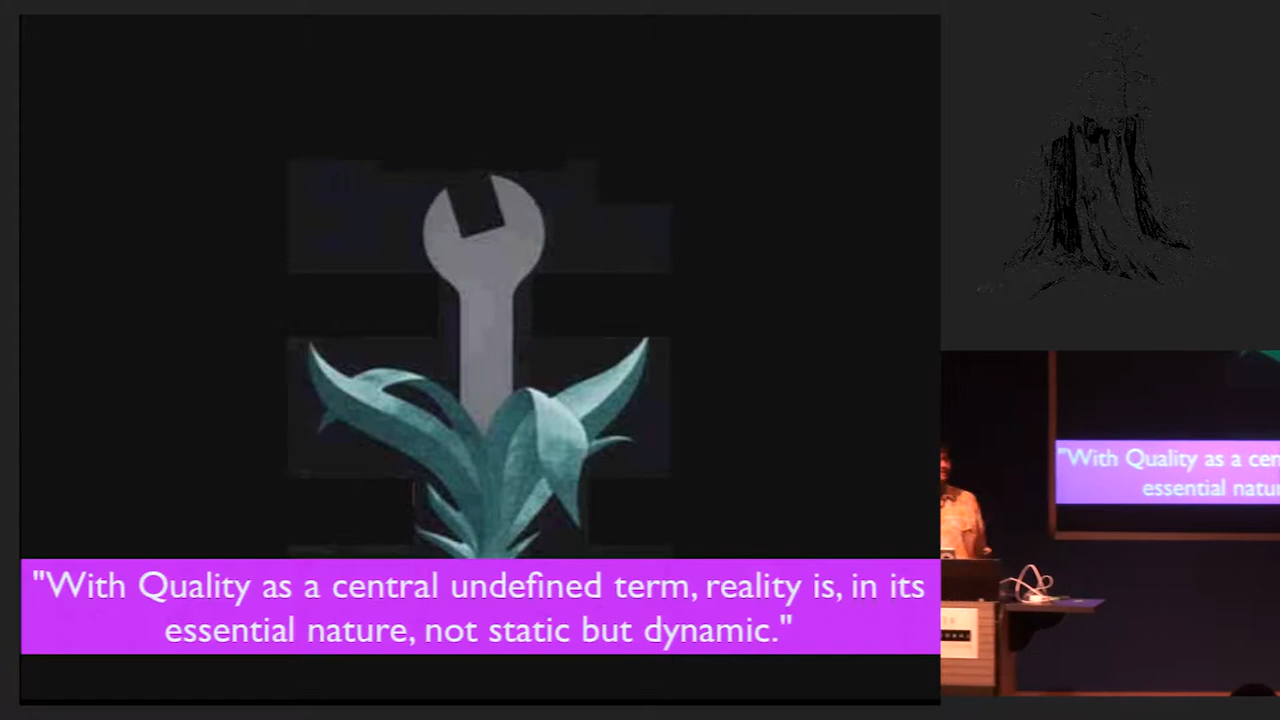 "With Quality as a central undefined term, reality is, in its
essential nature, not static but dynamic."
"With Quality as a cen
essential natu